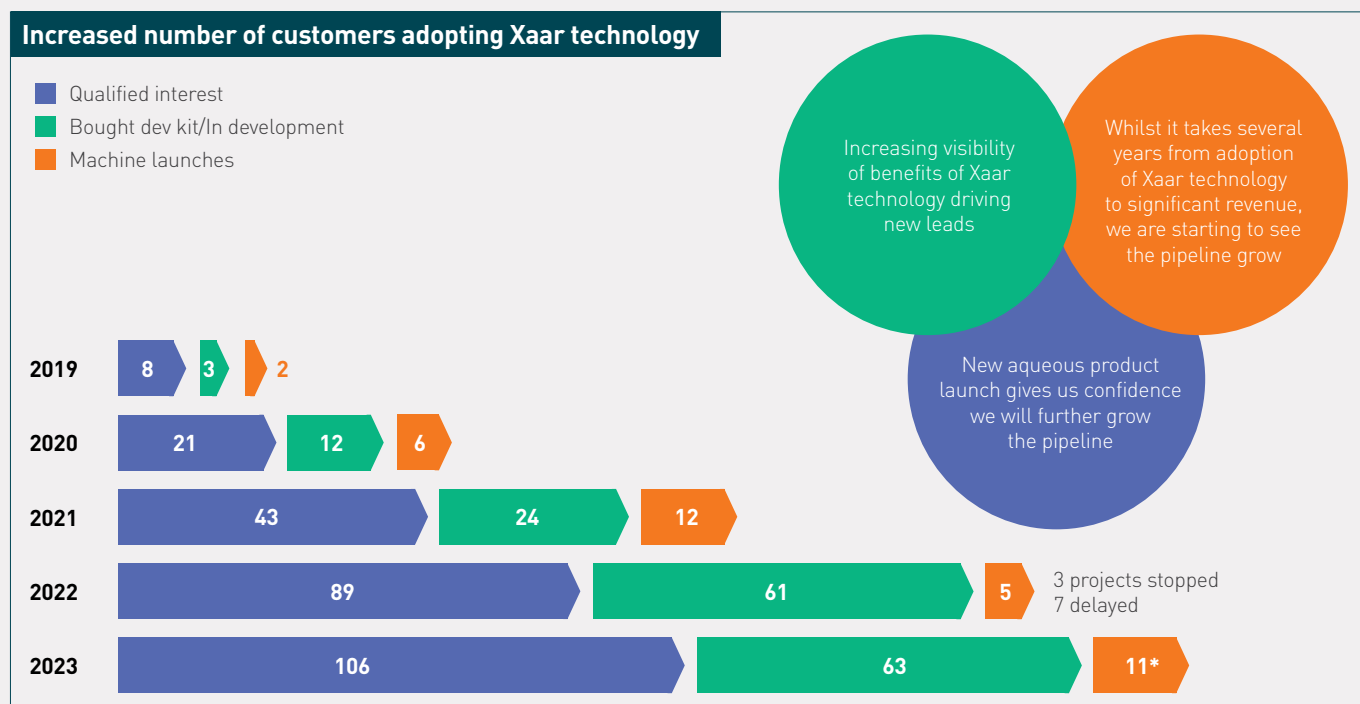 Increased number of customers adopting Xaar technology
Qualified interest
Bought dev kit/In development
Machine launches
Increasing visibility
of benefits of Xaar
technology driving
new leads
Whilst it takes several
years from adoption
of Xaar technology
to significant revenue,
we are starting to see
the pipeline grow
New aqueous product
launch gives us confidence
we will further grow
the pipeline
2019 8 3 2
2020 21 12 6
2021 43 24 12
2022 89 61 5 3 projects stopped
7 delayed
2023 106 63 11*